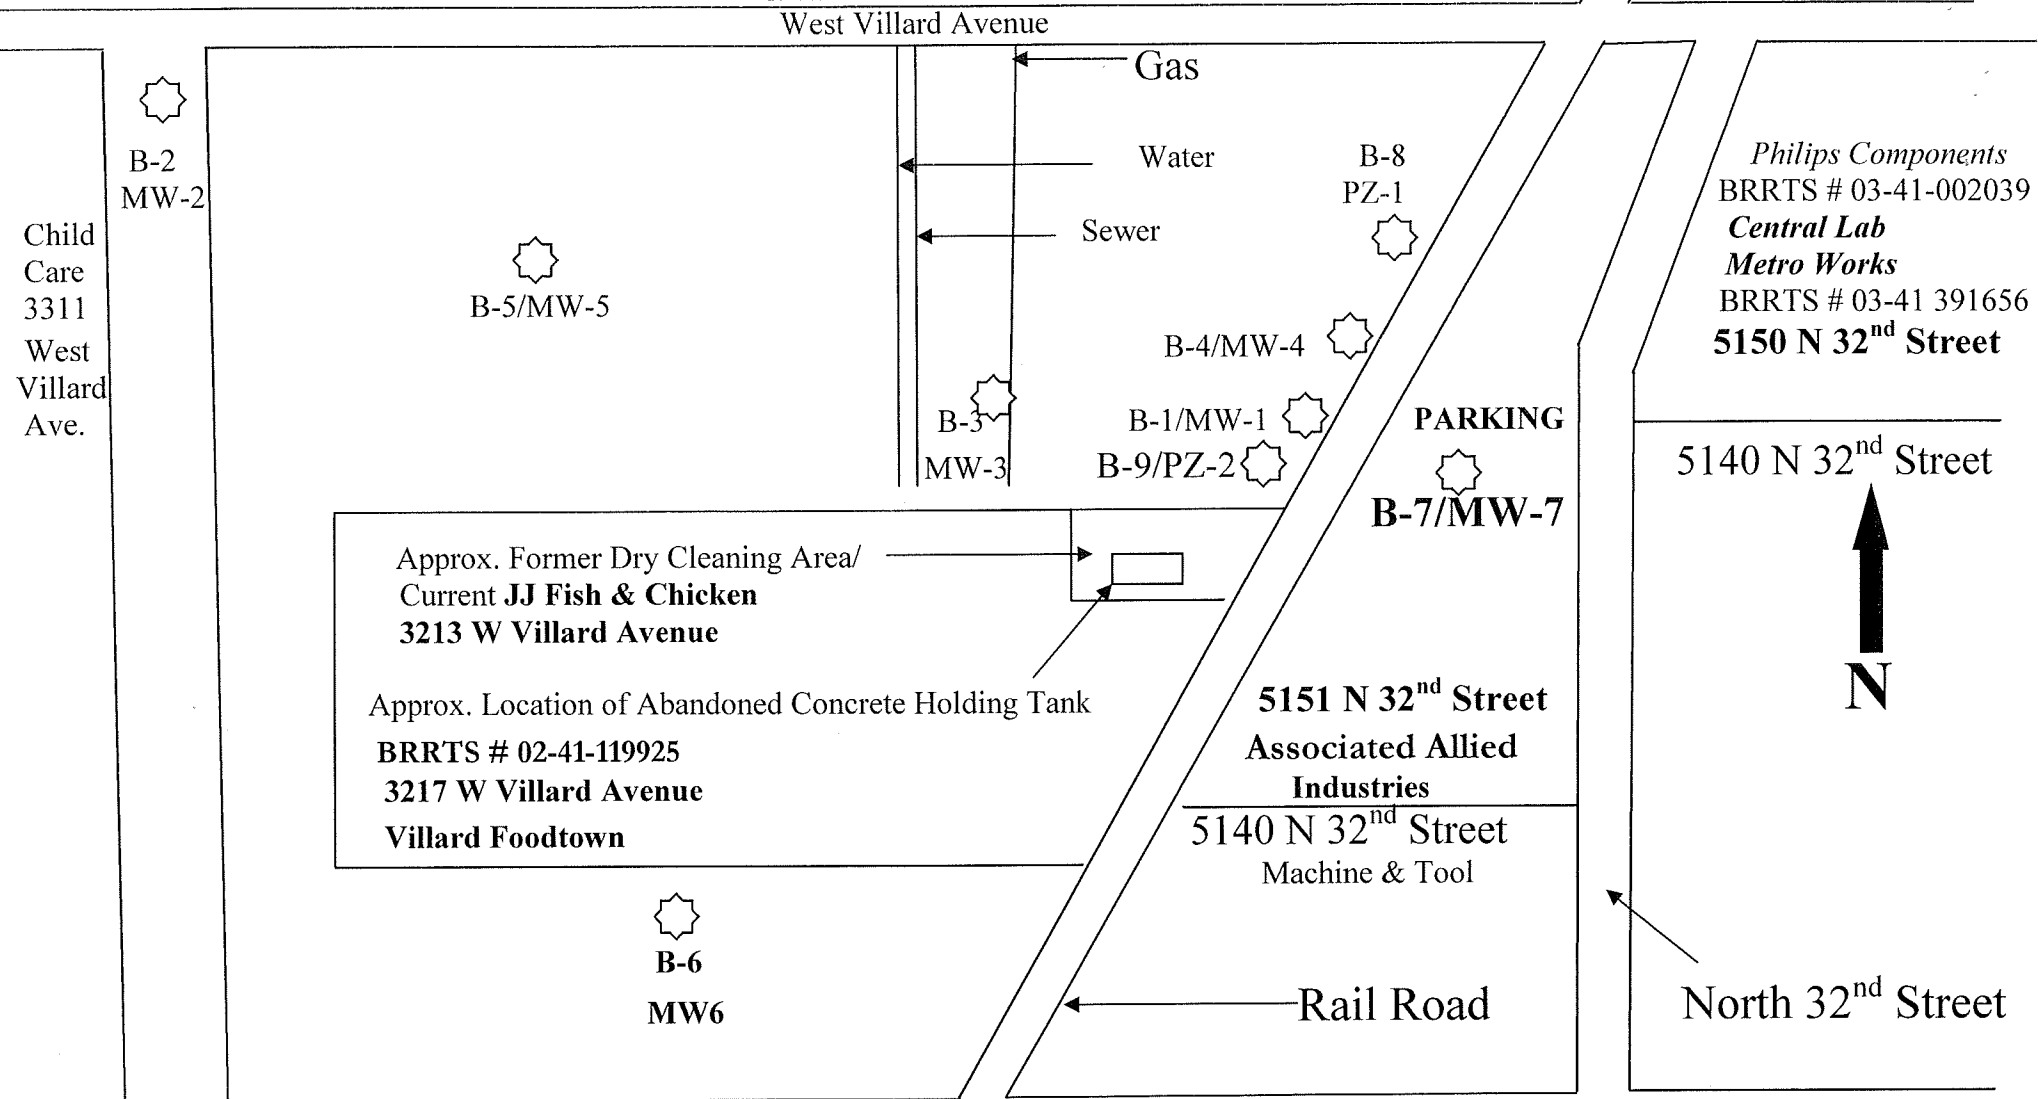 West Villard Avenue
Gas
Water
Sewer
B-2
MW-2
Child
Care
3311
West
Villard
Ave.
B-5/MW-5
B-8
PZ-1
B-4/MW-4
B-3
MW-3
B-1/MW-1
B-9/PZ-2
PARKING
B-7/MW-7
Philips Components
BRRTS # 03-41-002039
Central Lab
Metro Works
BRRTS # 03-41 391656
5150 N 32nd Street
5140 N 32nd Street
N
Approx. Former Dry Cleaning Area/
Current JJ Fish & Chicken
3213 W Villard Avenue
Approx. Location of Abandoned Concrete Holding Tank
BRRTS # 02-41-119925
3217 W Villard Avenue
Villard Foodtown
5151 N 32nd Street
Associated Allied
Industries
5140 N 32nd Street
Machine & Tool
B-6
MW6
Rail Road
North 32nd Street